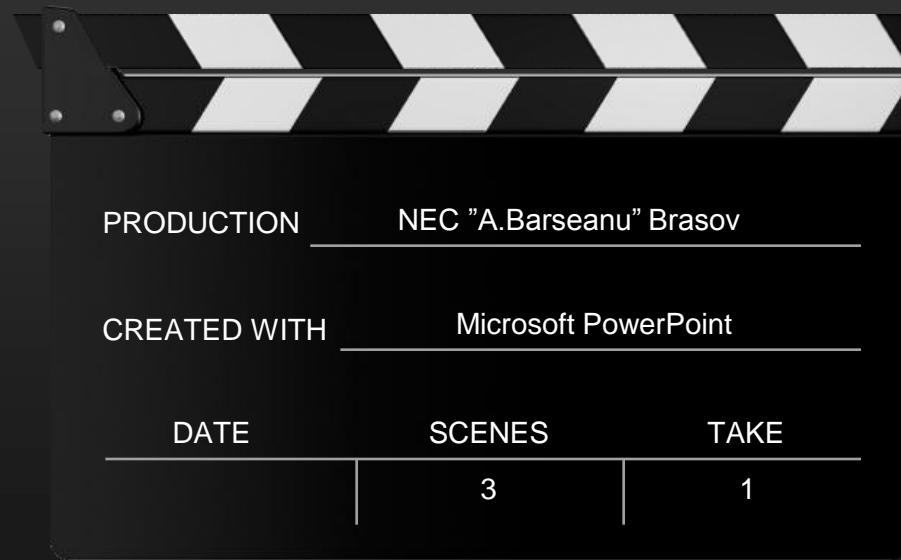 PRODUCTION NEC ”A.Barseanu” Brasov
CREATED WITH Microsoft PowerPoint
DATE SCENES TAKE
3 1